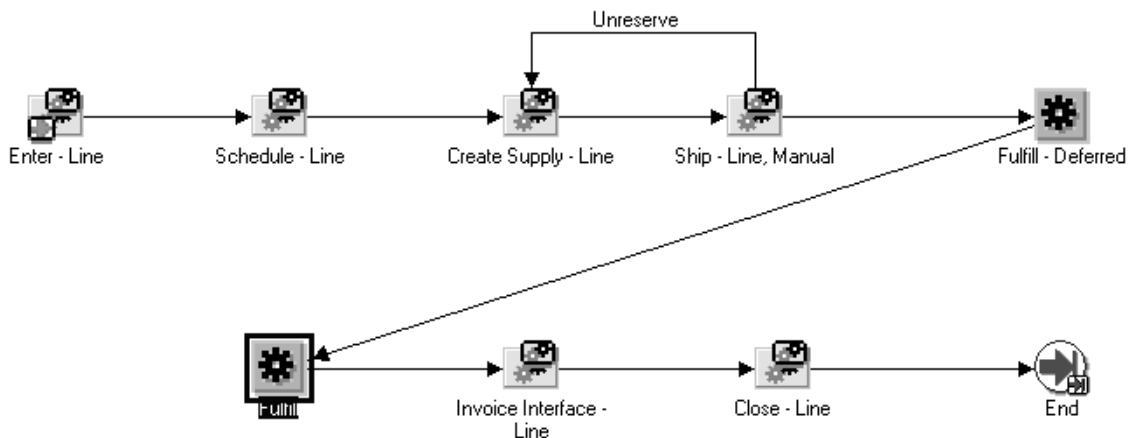 Unreserve
Enter - Line
Schedule - Line
Create Supply - Line
Ship - Line, Manual
Fulfill - Deferred
Fulfill
Invoice Interface -
Line
Close - Line
End